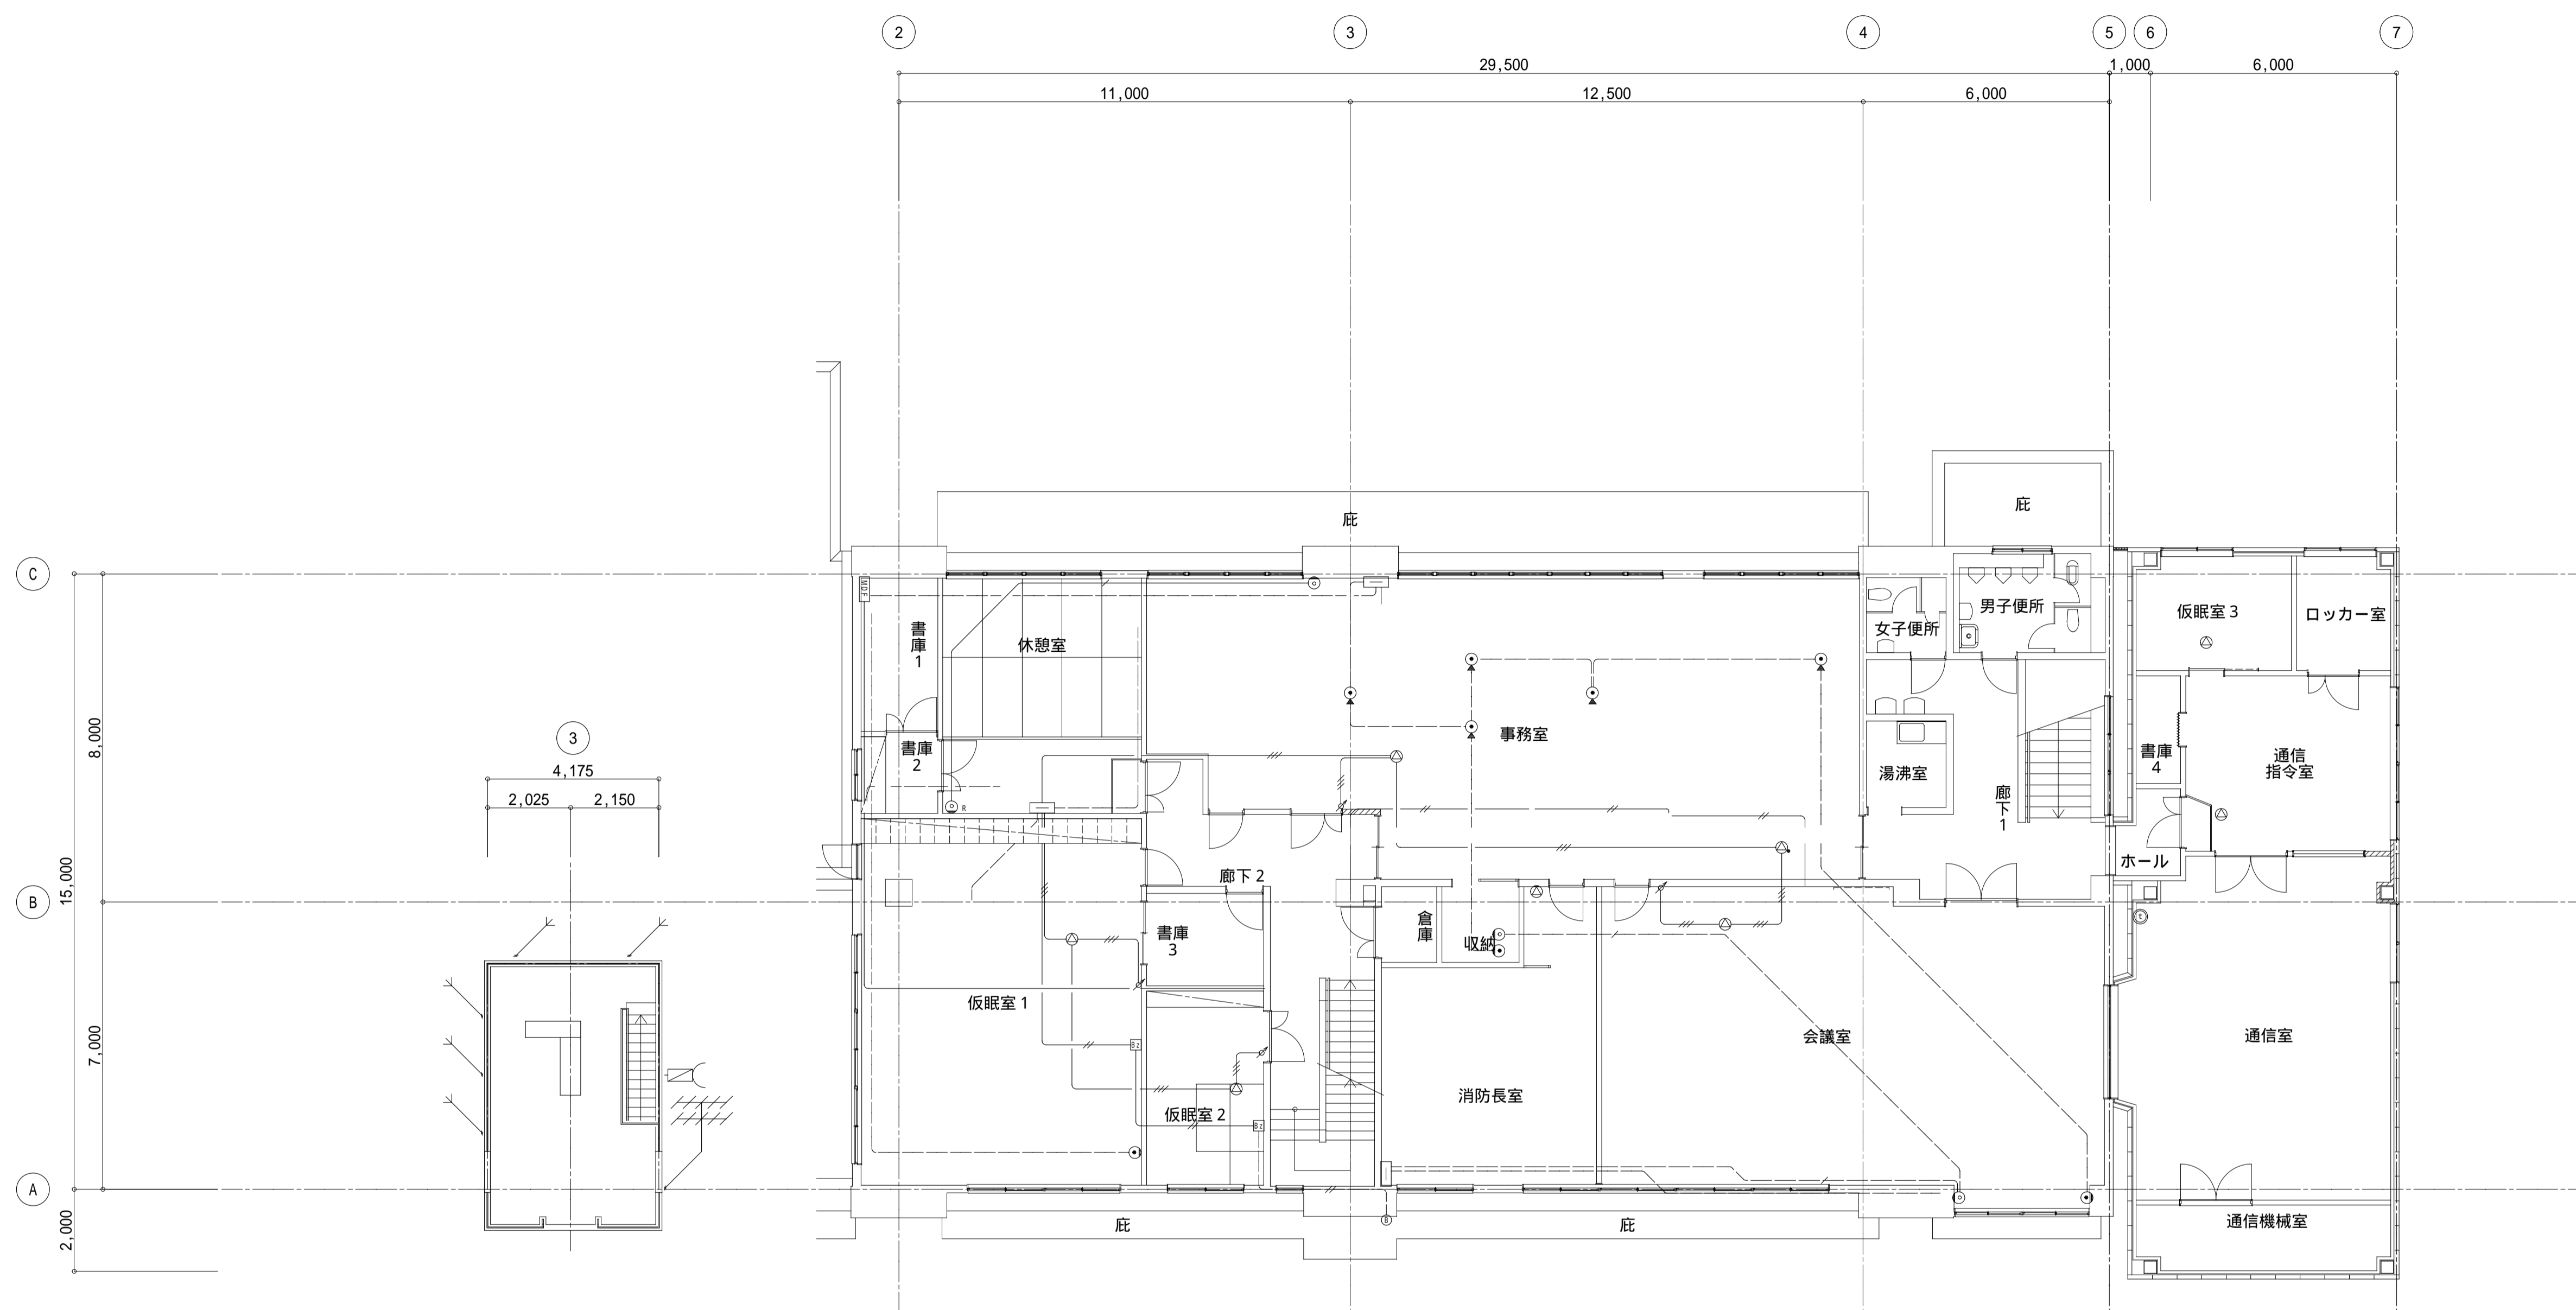 2
3
4
5
6
7
29,500
1,000
6,000
11,000
12,500
6,000
庇
庇
C
MDF
書庫1
休憩室
女子便所
男子便所
仮眠室3
ロッカー室
8,000
3
4,175
2,025
2,150
書庫
2
R
事務室
湯沸室
廊下1
書庫
4
通信
指令室
ホール
15,000
B
廊下2
書庫
3
倉庫
収納
t
7,000
仮眠室1
Bz
仮眠室2
Bz
消防長室
会議室
通信室
A
2,000
庇
B
庇
通信機械室